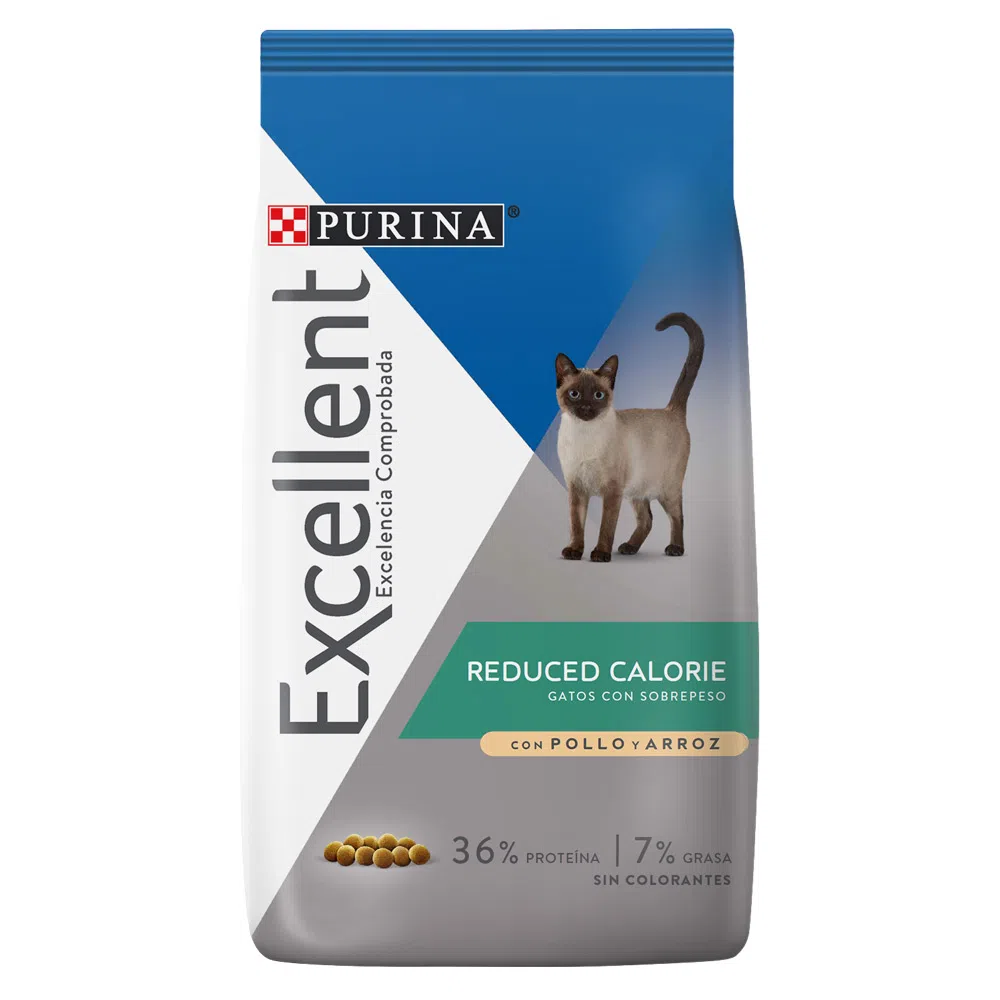 PURINA®
Excellent
Excelencia Comprobada
REDUCED CALORIE
GATOS CON SOBREPESO
CON POLLO Y ARROZ
36% PROTEÍNA | 7% GRASA
SIN COLORANTES